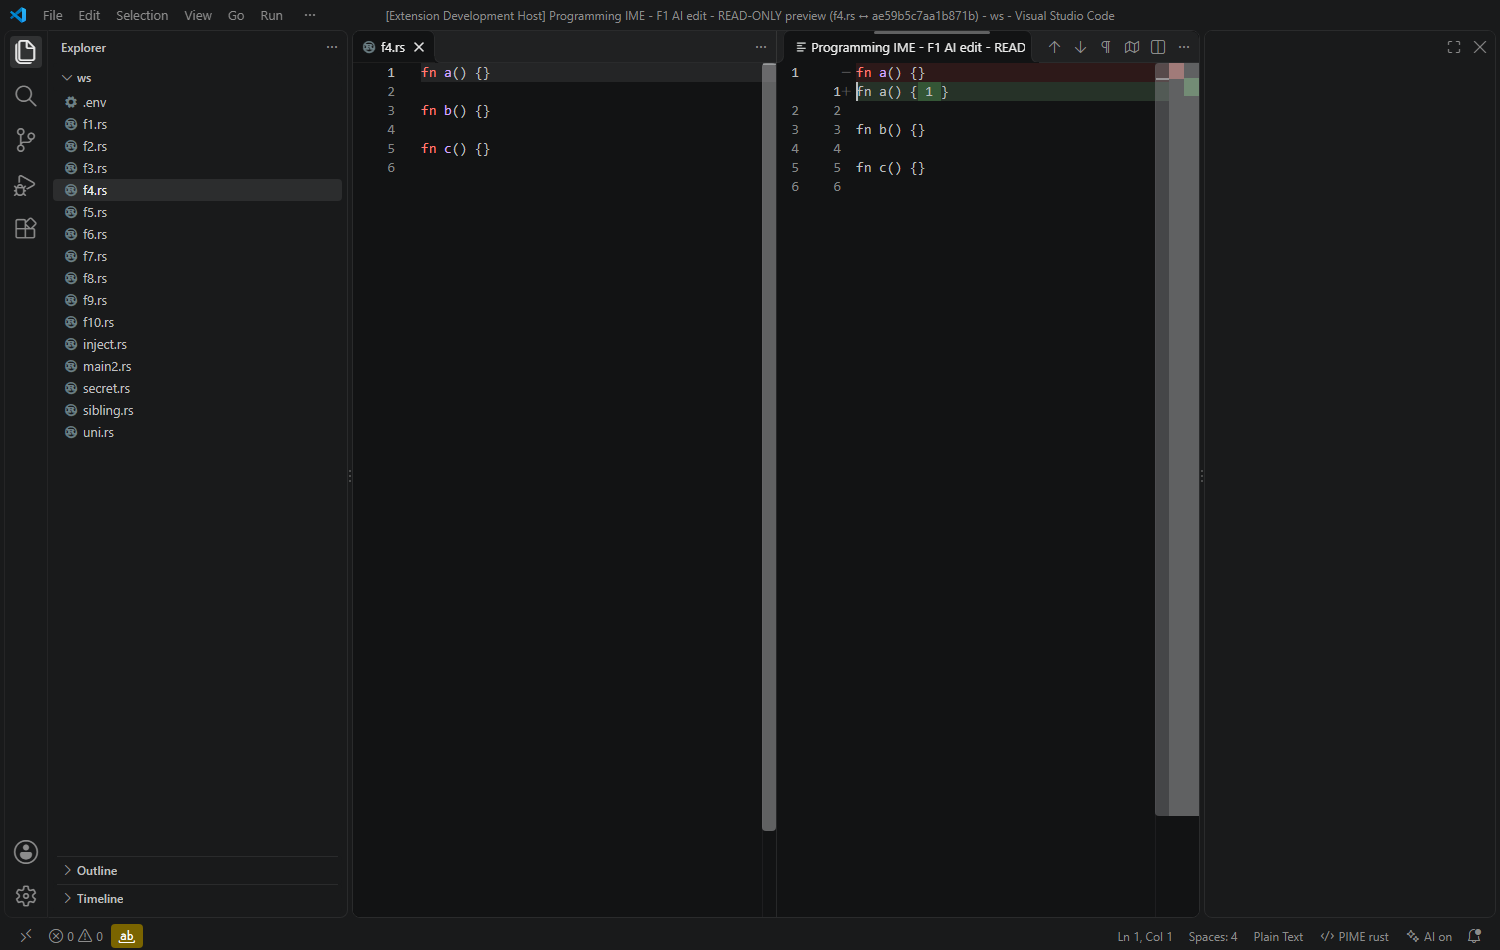 File Edit Selection View Go Run ···
[Extension Development Host] Programming IME - F1 AI edit - READ-ONLY preview (f4.rs ↔ ae59b5c7aa1b871b) - ws - Visual Studio Code
Explorer ···
ws
.env
f1.rs
f2.rs
f3.rs
f4.rs
f5.rs
f6.rs
f7.rs
f8.rs
f9.rs
f10.rs
inject.rs
main2.rs
secret.rs
sibling.rs
uni.rs
Outline
Timeline
f4.rs
1 fn a() {}
2
3 fn b() {}
4
5 fn c() {}
6
Programming IME - F1 AI edit - READ
1 − fn a() {}
1+ fn a() { 1 }
2 2
3 3 fn b() {}
4 4
5 5 fn c() {}
6 6
0 0 ab
Ln 1, Col 1 Spaces: 4 Plain Text PIME rust AI on